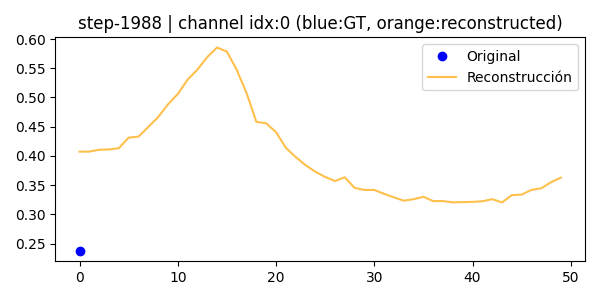 step-1988 | channel idx:0 (blue:GT, orange:reconstructed)
0.60
0.55
0.50
0.45
0.40
0.35
0.30
0.25
Original
Reconstrucción
0 10 20 30 40 50